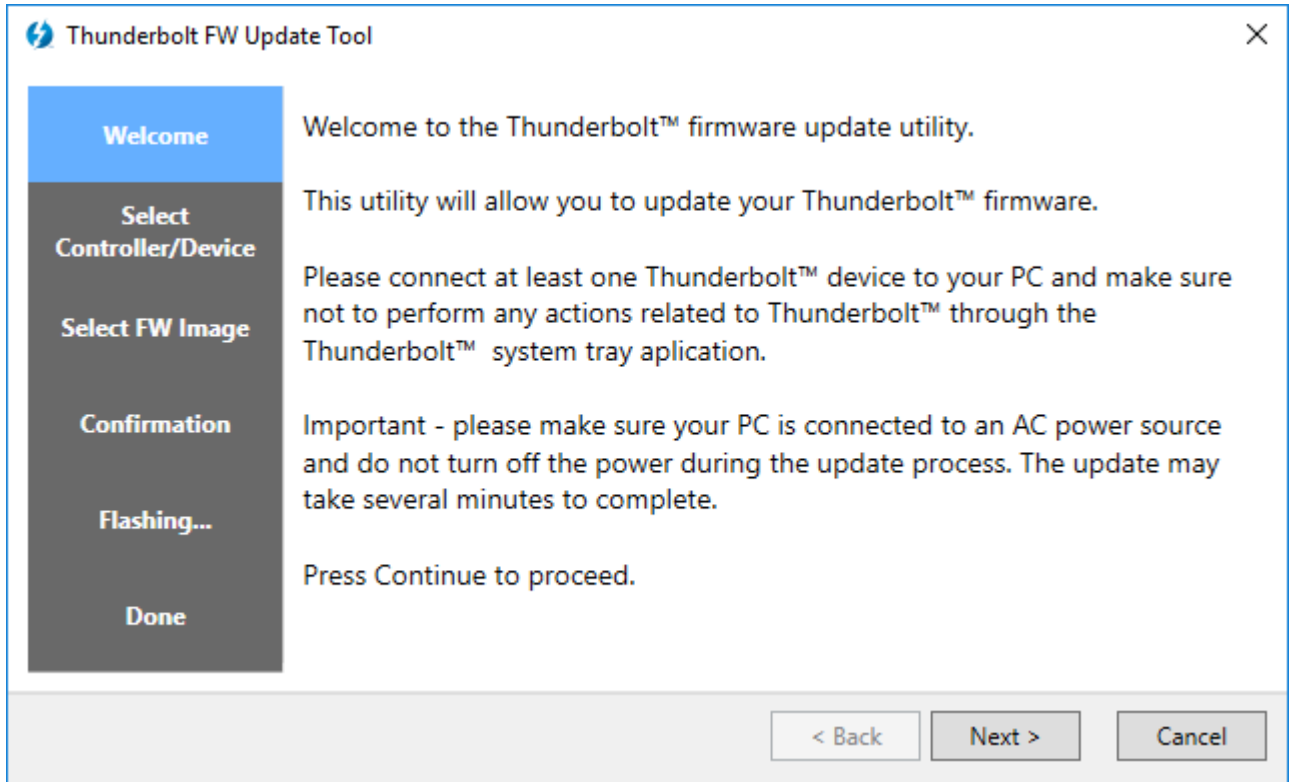 Thunderbolt FW Update Tool
Welcome
Select
Controller/Device
Select FW Image
Confirmation
Flashing...
Done
Welcome to the Thunderbolt™ firmware update utility.
This utility will allow you to update your Thunderbolt™ firmware.
Please connect at least one Thunderbolt™ device to your PC and make sure
not to perform any actions related to Thunderbolt™ through the
Thunderbolt™  system tray aplication.
Important - please make sure your PC is connected to an AC power source
and do not turn off the power during the update process. The update may
take several minutes to complete.
Press Continue to proceed.
< Back
Next >
Cancel